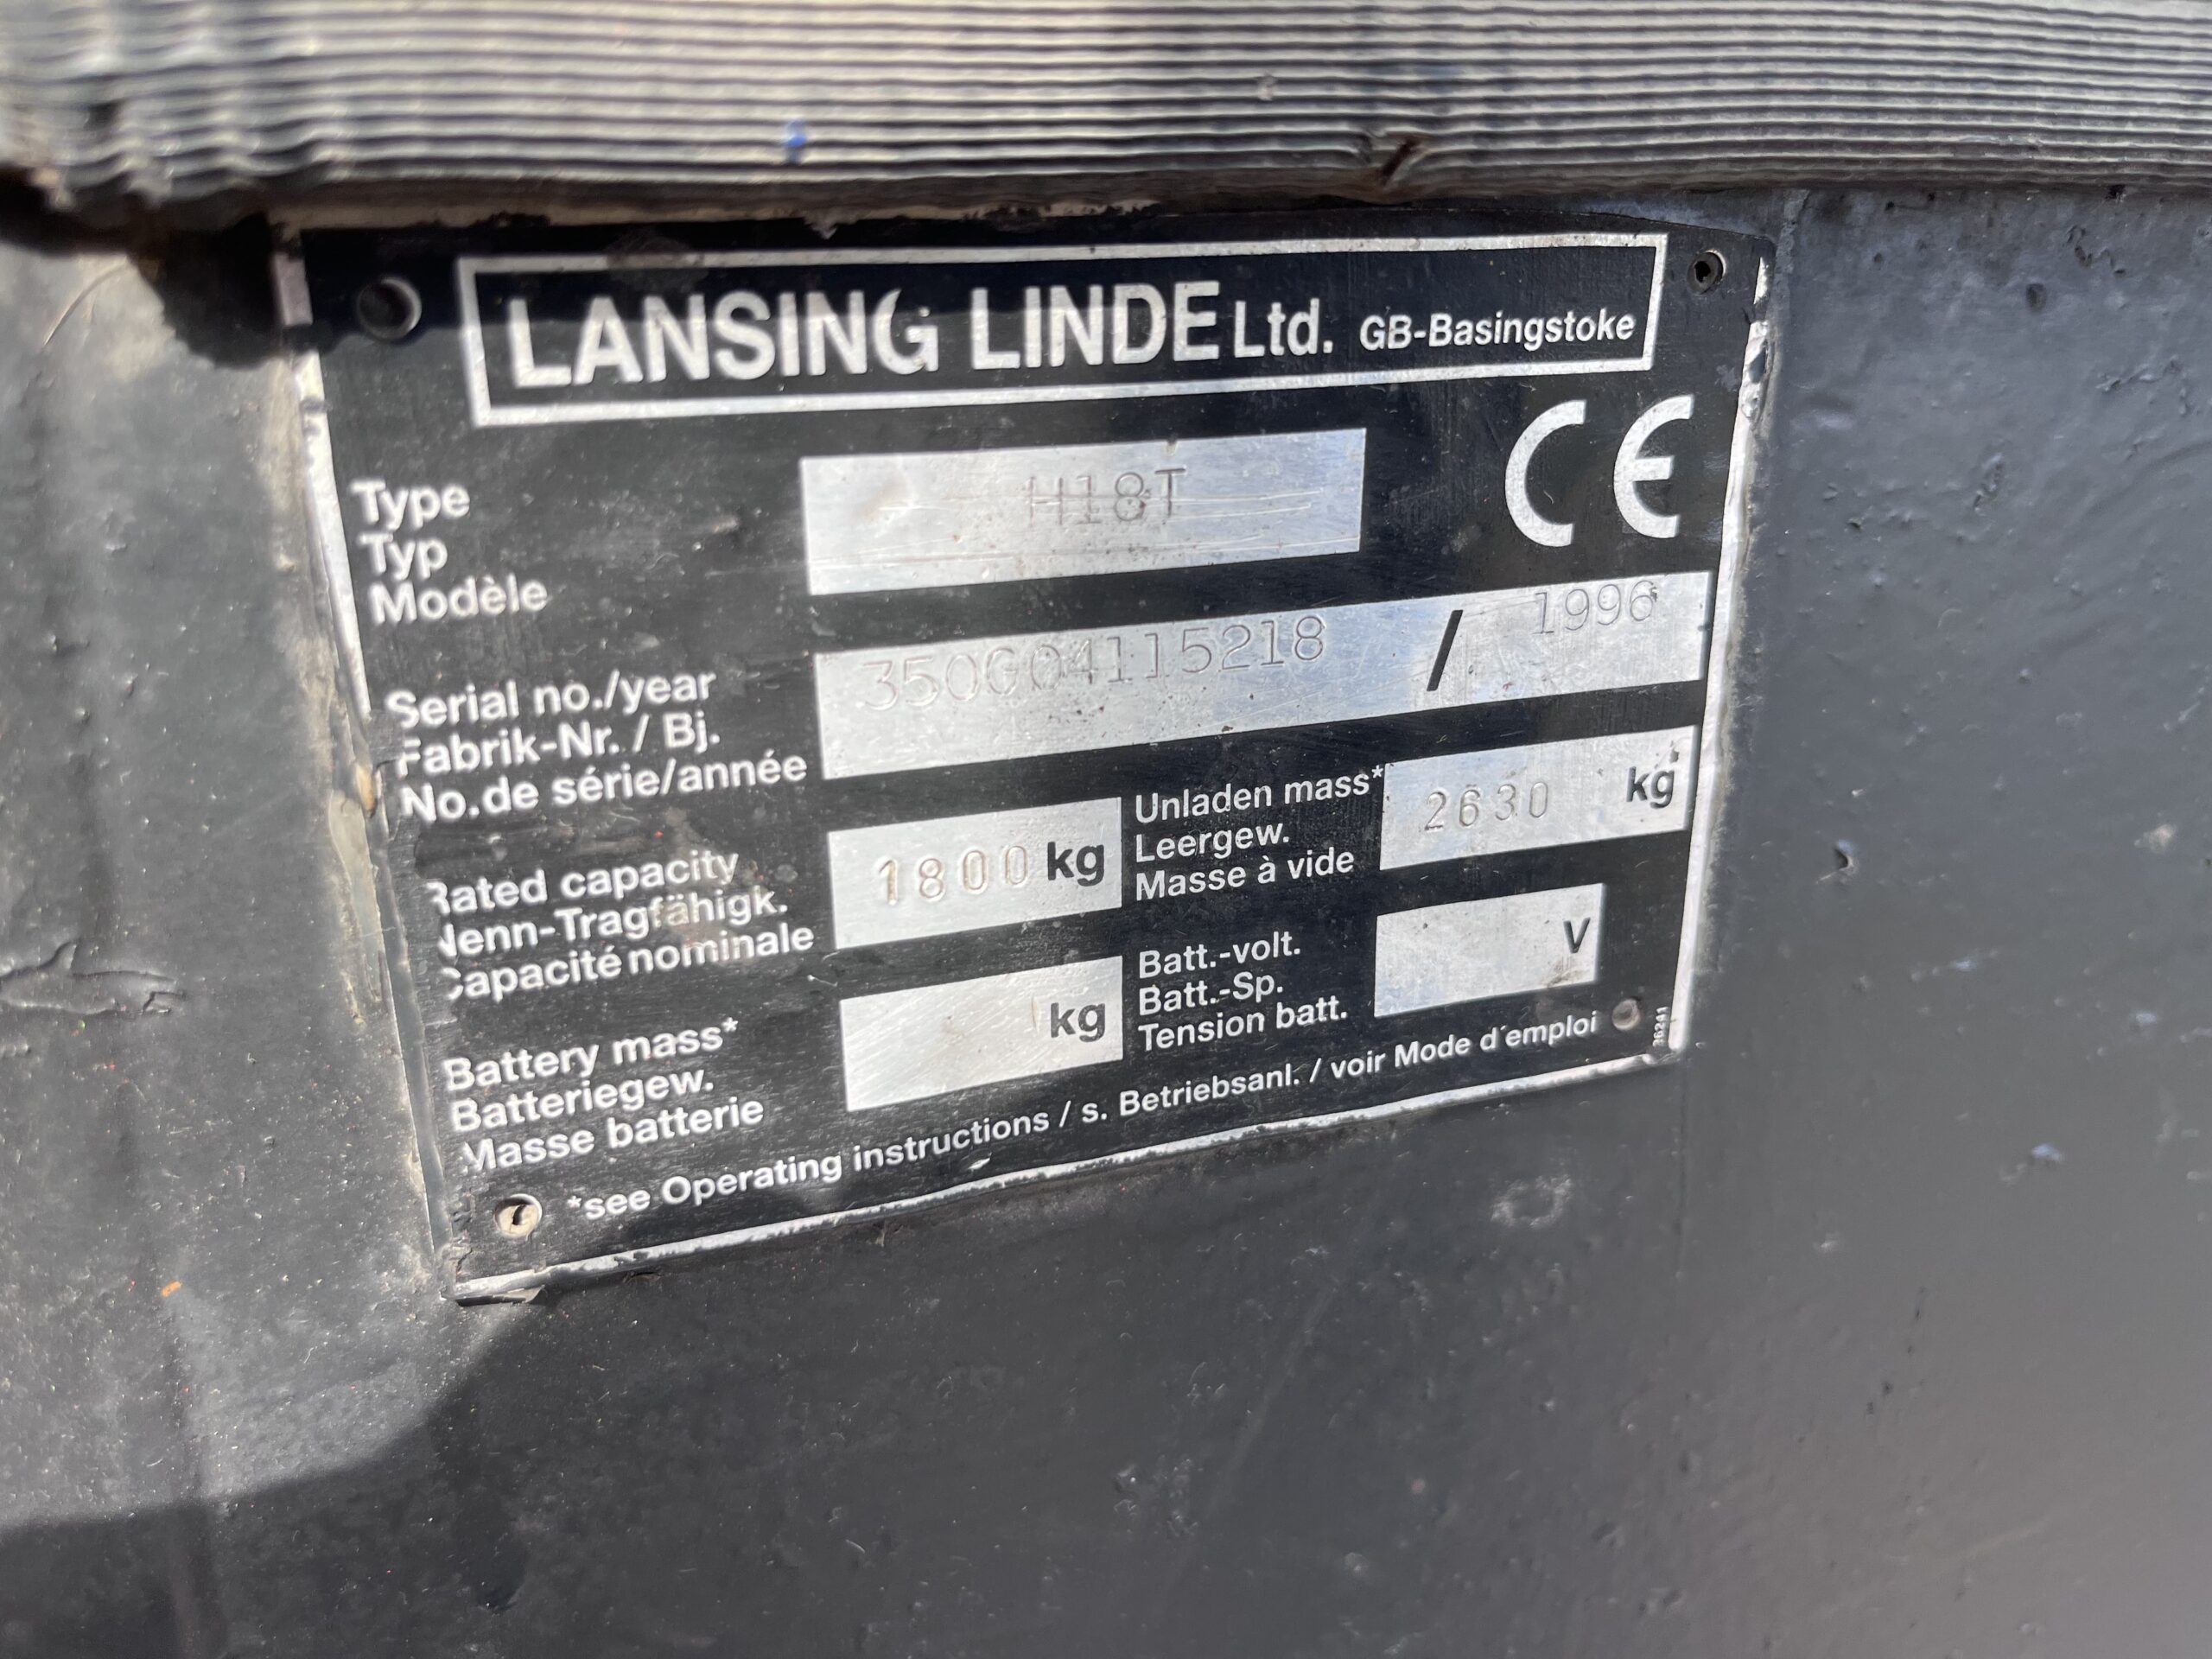 LANSING LINDE Ltd. GB-Basingstoke
CE
Type
Typ
Modèle
H18T
Serial no./year
Fabrik-Nr. / Bj.
No.de série/année
350G04115218 / 1996
Rated capacity
Nenn-Tragfähigk.
Capacité nominale
1800 kg
Unladen mass*
Leergew.
Masse à vide
2630 kg
Battery mass*
Batteriegew.
Masse batterie
kg
Batt.-volt.
Batt.-Sp.
Tension batt.
V
*see Operating instructions / s. Betriebsanl. / voir Mode d´emploi